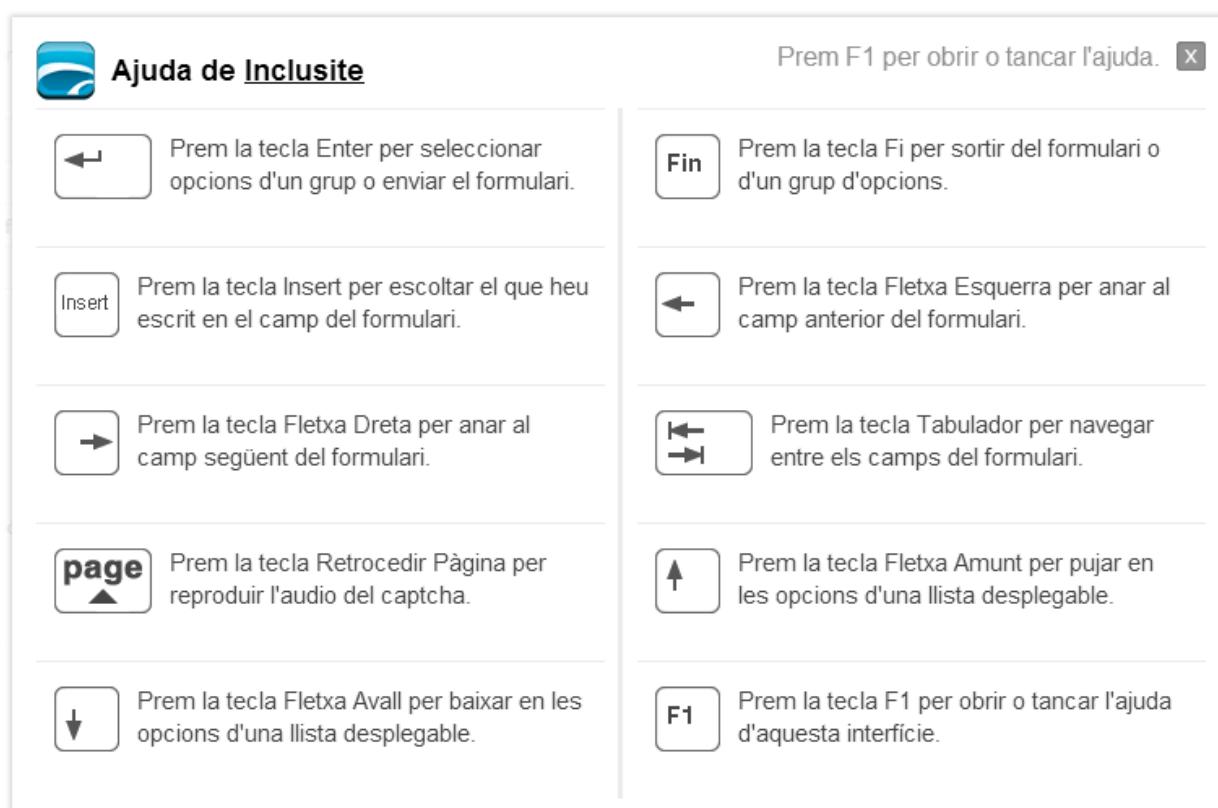 Ajuda de Inclusite
Prem F1 per obrir o tancar l'ajuda. X
Prem la tecla Enter per seleccionar
opcions d'un grup o enviar el formulari.
Fin
Prem la tecla Fi per sortir del formulari o
d'un grup d'opcions.
Insert
Prem la tecla Insert per escoltar el que heu
escrit en el camp del formulari.
Prem la tecla Fletxa Esquerra per anar al
camp anterior del formulari.
Prem la tecla Fletxa Dreta per anar al
camp següent del formulari.
Prem la tecla Tabulador per navegar
entre els camps del formulari.
page
Prem la tecla Retrocedir Pàgina per
reproduir l'audio del captcha.
Prem la tecla Fletxa Amunt per pujar en
les opcions d'una llista desplegable.
Prem la tecla Fletxa Avall per baixar en les
opcions d'una llista desplegable.
F1
Prem la tecla F1 per obrir o tancar l'ajuda
d'aquesta interfície.